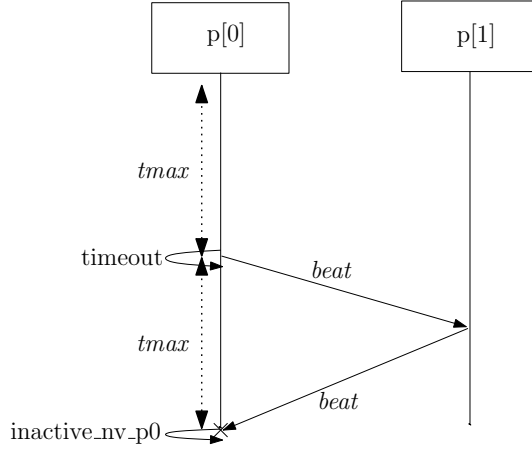 p[0] p[1]
tmax
timeout
beat
tmax
beat
inactive_nv_p0